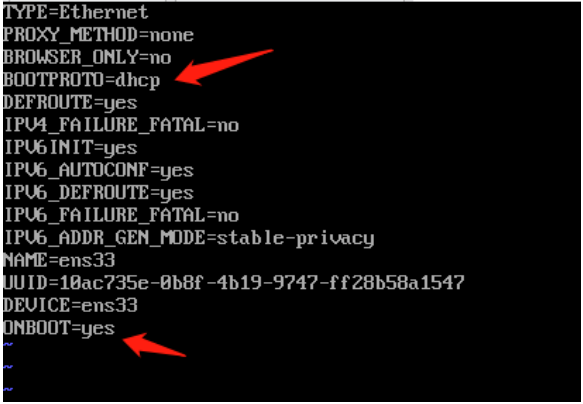 TYPE=Ethernet
PROXY_METHOD=none
BROWSER_ONLY=no
BOOTPROTO=dhcp
DEFROUTE=yes
IPV4_FAILURE_FATAL=no
IPV6INIT=yes
IPV6_AUTOCONF=yes
IPV6_DEFROUTE=yes
IPV6_FAILURE_FATAL=no
IPV6_ADDR_GEN_MODE=stable-privacy
NAME=ens33
UUID=10ac735e-0b8f-4b19-9747-ff28b58a1547
DEVICE=ens33
ONBOOT=yes
~
~
~